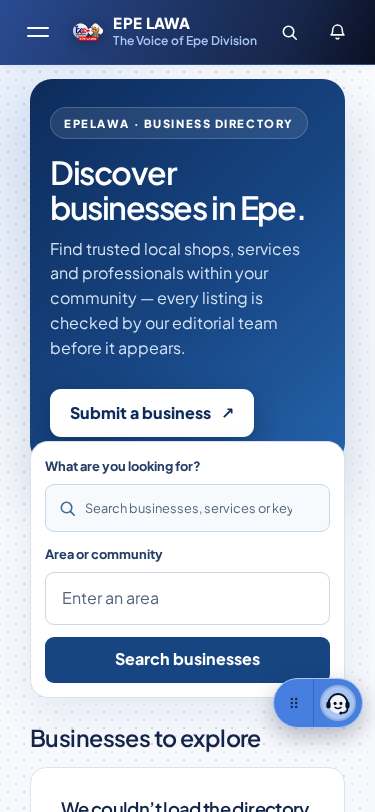 EPE LAWA
The Voice of Epe Division
EPELAWA · BUSINESS DIRECTORY
Discover
businesses in Epe.
Find trusted local shops, services
and professionals within your
community — every listing is
checked by our editorial team
before it appears.
Submit a business ↗
What are you looking for?
Search businesses, services or key
Area or community
Enter an area
Search businesses
Businesses to explore
We couldn't load the directory